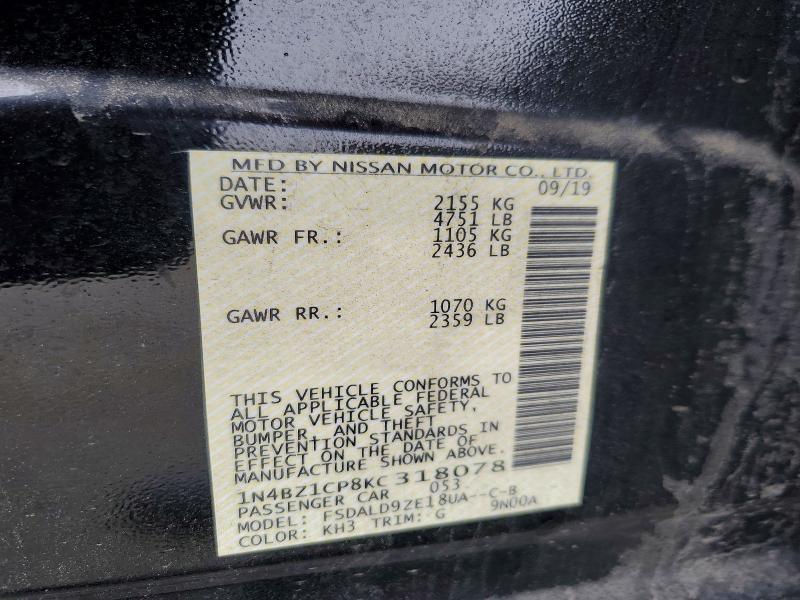 MFD BY NISSAN MOTOR CO., LTD.
DATE: 09/19
GVWR: 2155 KG
4751 LB
GAWR FR.: 1105 KG
2436 LB
GAWR RR.: 1070 KG
2359 LB
THIS VEHICLE CONFORMS TO
ALL APPLICABLE FEDERAL
MOTOR VEHICLE SAFETY,
BUMPER, AND THEFT
PREVENTION STANDARDS IN
EFFECT ON THE DATE OF
MANUFACTURE SHOWN ABOVE.
1N4BZ1CP8KC318078
PASSENGER CAR 053
MODEL: FSDALD9ZE18UA--C-B
COLOR: KH3 TRIM: G 9N00A